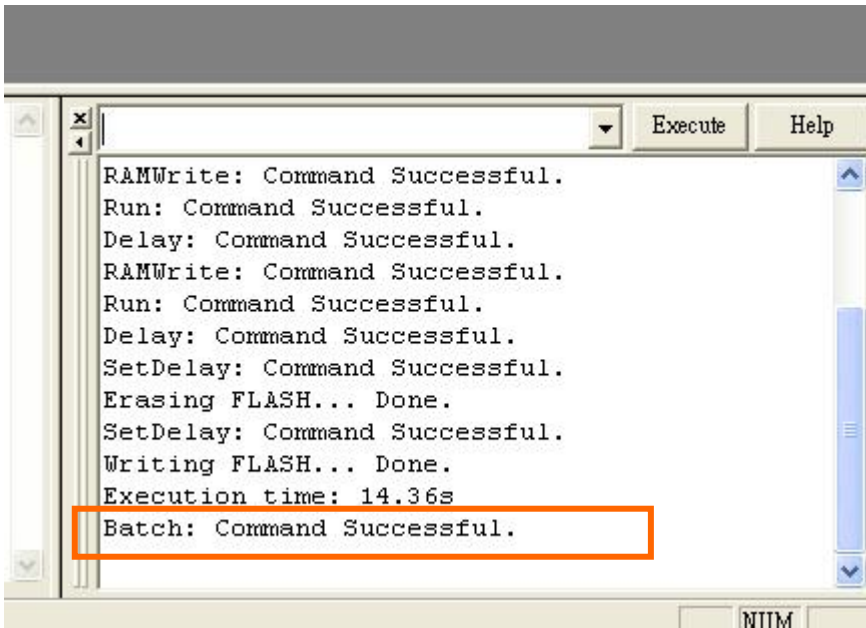 Execute Help
RAMWrite: Command Successful.
Run: Command Successful.
Delay: Command Successful.
RAMWrite: Command Successful.
Run: Command Successful.
Delay: Command Successful.
SetDelay: Command Successful.
Erasing FLASH... Done.
SetDelay: Command Successful.
Writing FLASH... Done.
Execution time: 14.36s
Batch: Command Successful.
NUM